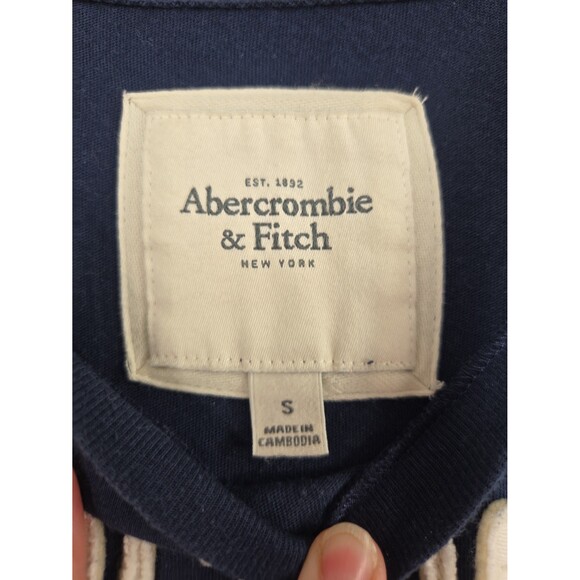 EST. 1892
Abercrombie
& Fitch
NEW YORK
S
MADE IN
CAMBODIA